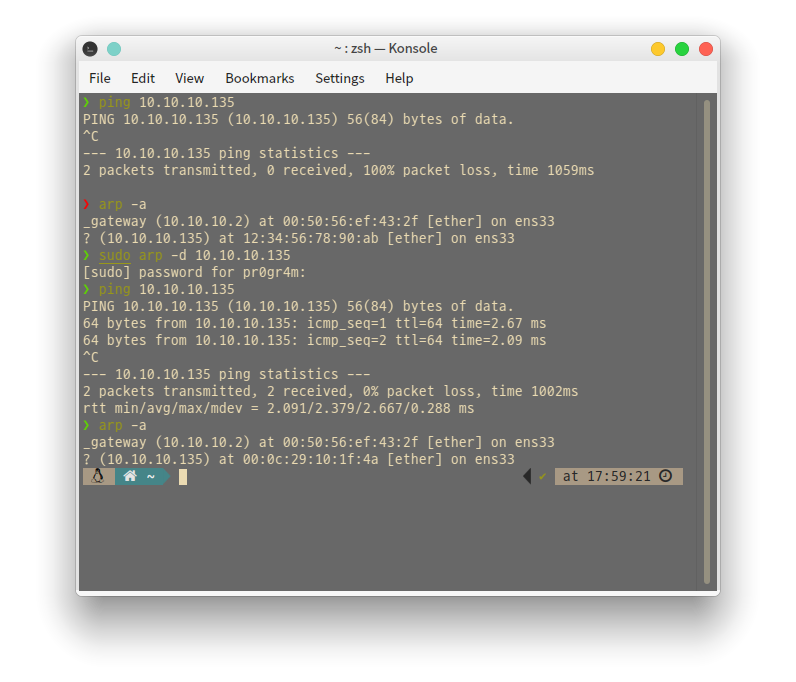 ~ : zsh — Konsole
File Edit View Bookmarks Settings Help
❯ ping 10.10.10.135
PING 10.10.10.135 (10.10.10.135) 56(84) bytes of data.
^C
--- 10.10.10.135 ping statistics ---
2 packets transmitted, 0 received, 100% packet loss, time 1059ms
❯ arp -a
_gateway (10.10.10.2) at 00:50:56:ef:43:2f [ether] on ens33
? (10.10.10.135) at 12:34:56:78:90:ab [ether] on ens33
❯ sudo arp -d 10.10.10.135
[sudo] password for pr0gr4m:
❯ ping 10.10.10.135
PING 10.10.10.135 (10.10.10.135) 56(84) bytes of data.
64 bytes from 10.10.10.135: icmp_seq=1 ttl=64 time=2.67 ms
64 bytes from 10.10.10.135: icmp_seq=2 ttl=64 time=2.09 ms
^C
--- 10.10.10.135 ping statistics ---
2 packets transmitted, 2 received, 0% packet loss, time 1002ms
rtt min/avg/max/mdev = 2.091/2.379/2.667/0.288 ms
❯ arp -a
_gateway (10.10.10.2) at 00:50:56:ef:43:2f [ether] on ens33
? (10.10.10.135) at 00:0c:29:10:1f:4a [ether] on ens33
~ ✔ at 17:59:21